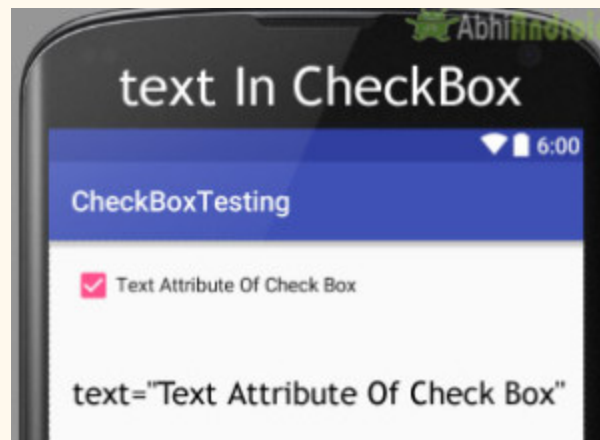 AbhiAndroid
text In CheckBox
6:00
CheckBoxTesting
Text Attribute Of Check Box
text="Text Attribute Of Check Box"